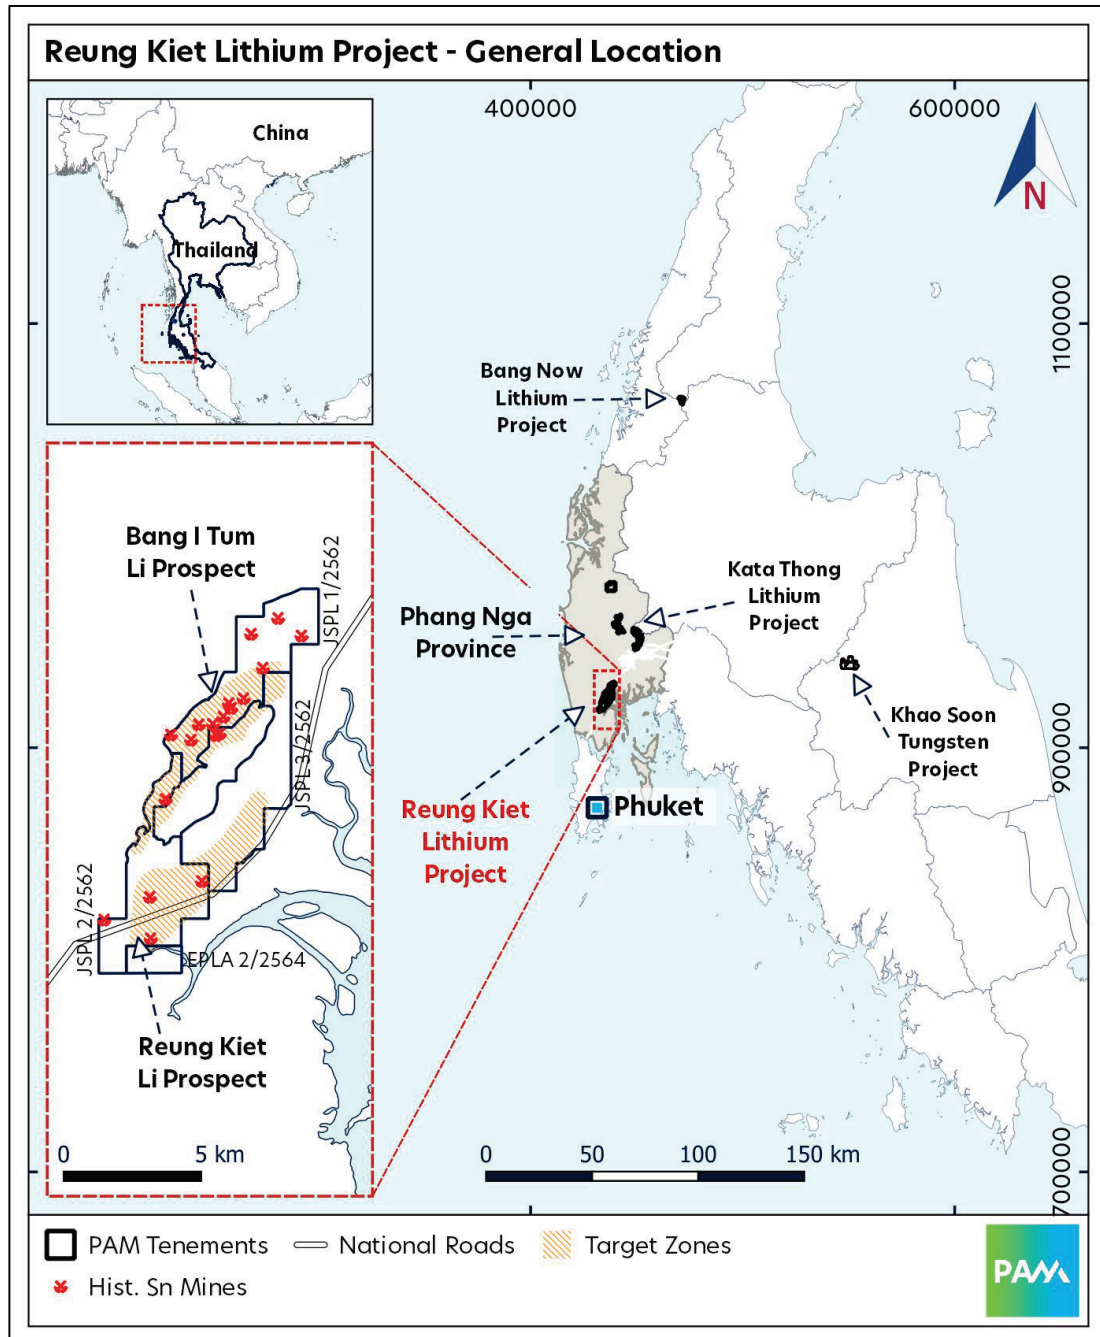 Reung Kiet Lithium Project - General Location
400000
600000
China
Thailand
N
1100000
Bang Now
Lithium
Project
Bang I Tum
Li Prospect
JSPL 1/2562
Kata Thong
Lithium
Project
Phang Nga
Province
Khao Soon
Tungsten
Project
JSPL 3/2562
900000
Reung Kiet
Lithium
Project
Phuket
JSPL 2/2562
EPLA 2/2564
Reung Kiet
Li Prospect
0 5 km
0 50 100 150 km
700000
PAM Tenements
National Roads
Target Zones
Hist. Sn Mines
PAM